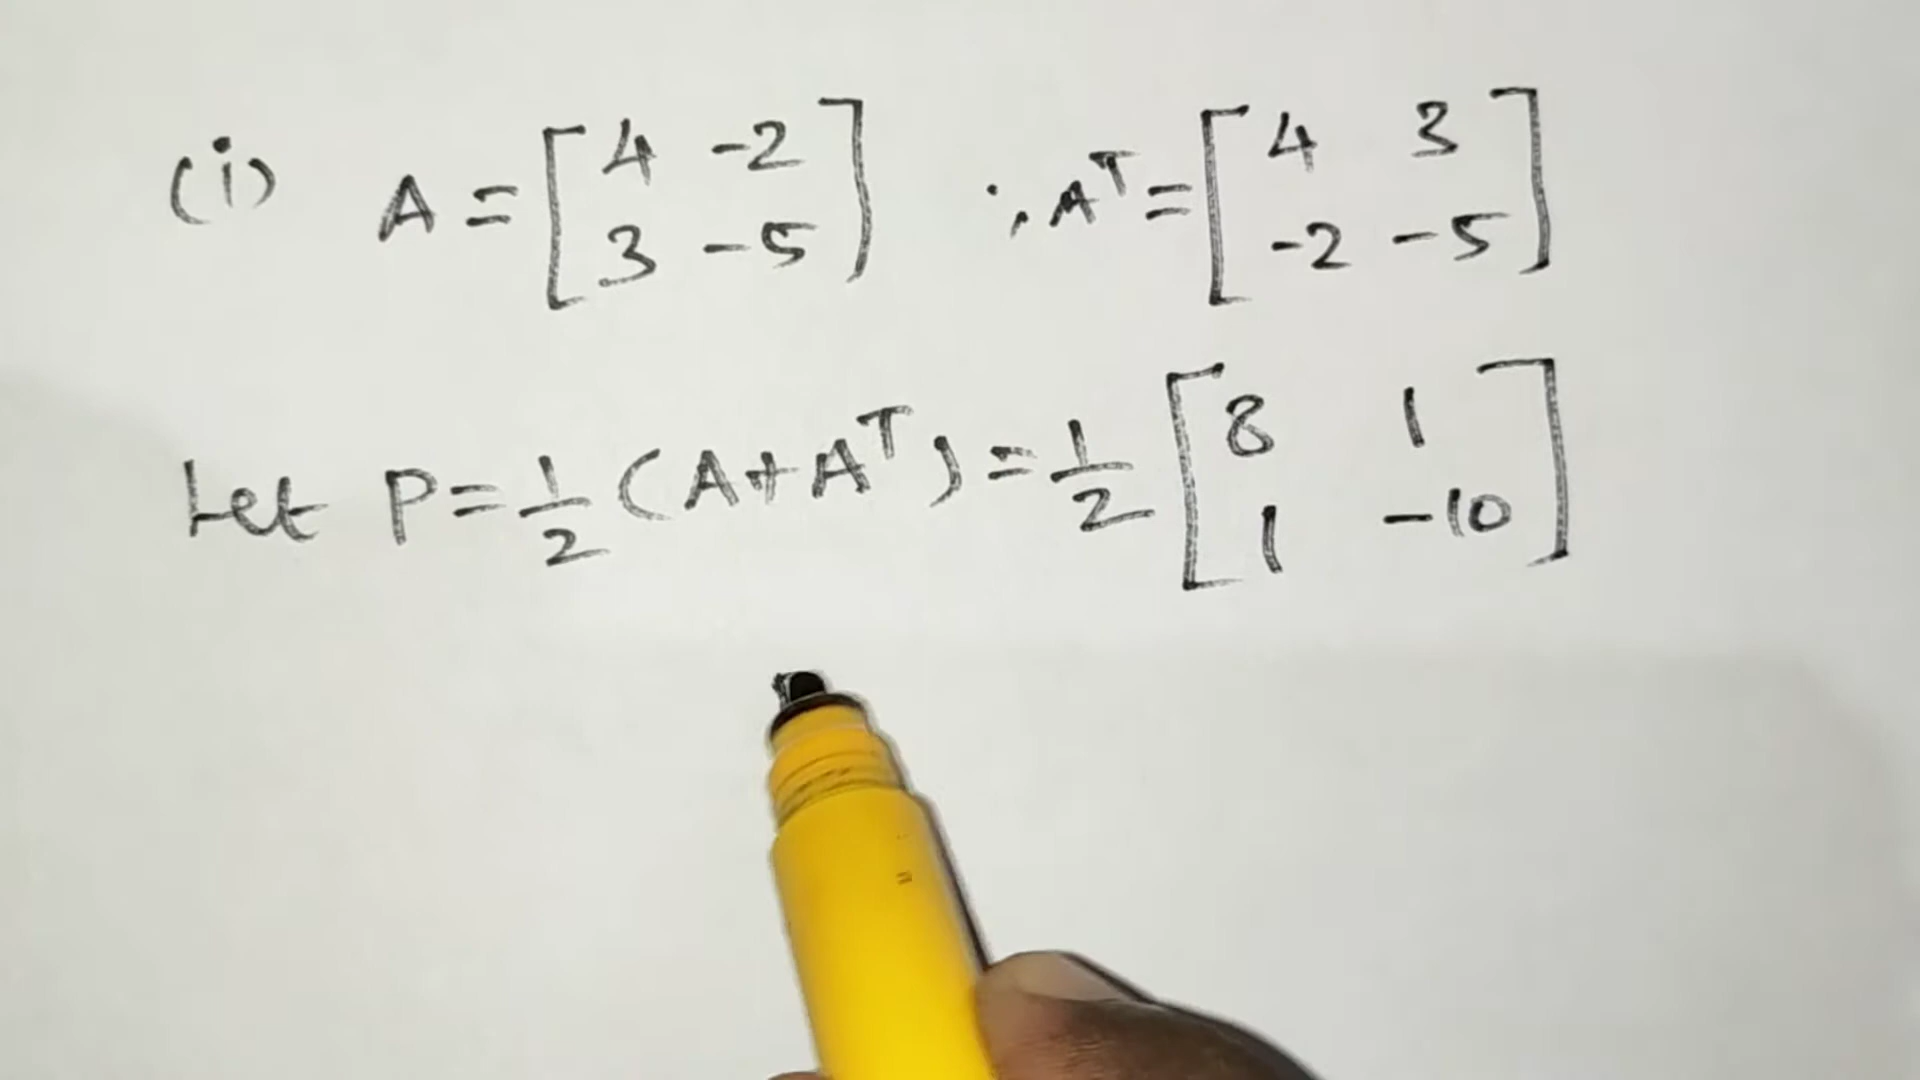 (i) A = [4 -2; 3 -5] ∴ Aᵀ = [4 3; -2 -5]
Let P = 1/2 (A + Aᵀ) = 1/2 [8 1; 1 -10]